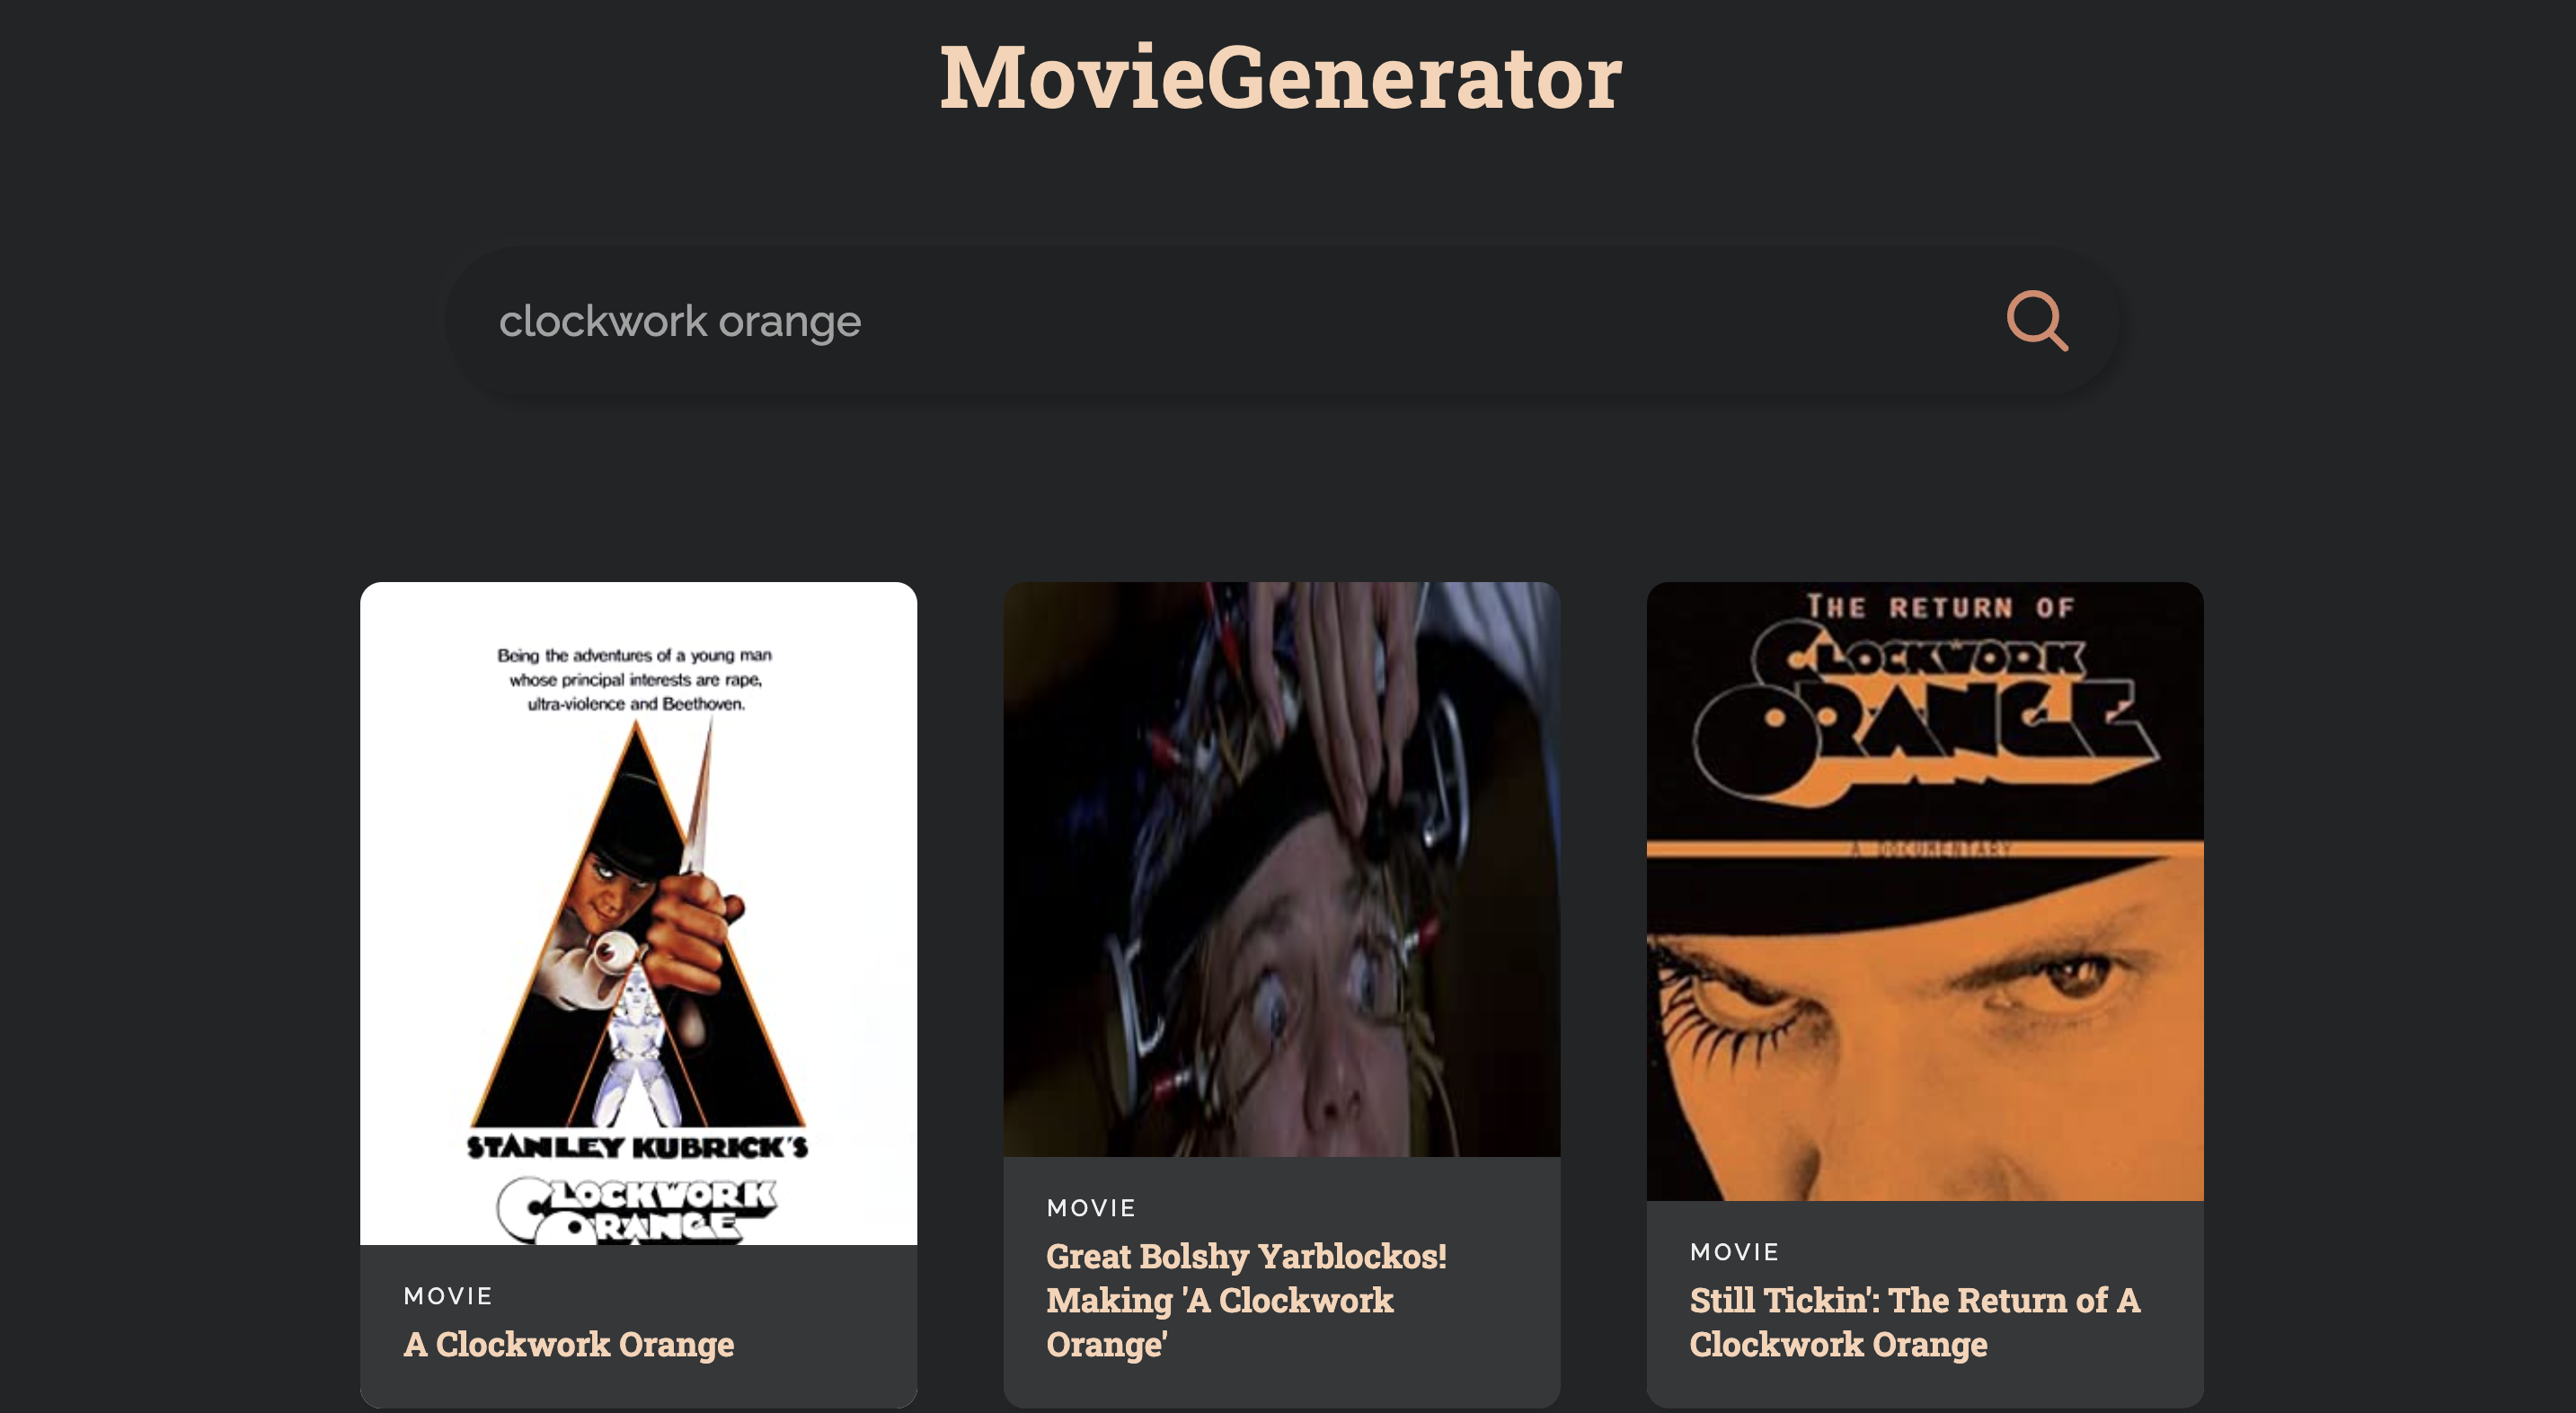 MovieGenerator
clockwork orange
Being the adventures of a young man
whose principal interests are rape,
ultra-violence and Beethoven.
STANLEY KUBRICK'S
CLOCKWORK
ORANGE
MOVIE
A Clockwork Orange
MOVIE
Great Bolshy Yarblockos!
Making 'A Clockwork
Orange'
THE RETURN OF
CLOCKWORK
ORANGE
A DOCUMENTARY
MOVIE
Still Tickin': The Return of A
Clockwork Orange